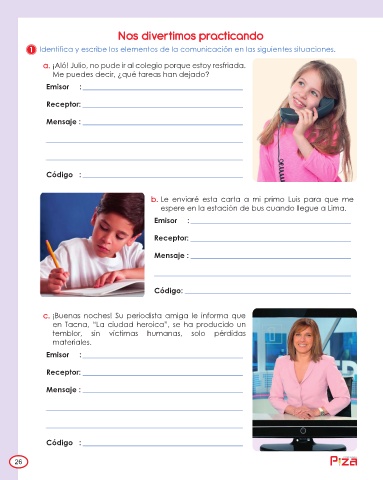 Nos divertimos practicando
1 Identifica y escribe los elementos de la comunicación en las siguientes situaciones.
a. ¡Aló! Julio, no pude ir al colegio porque estoy resfriada.
Me puedes decir, ¿qué tareas han dejado?
Emisor :
Receptor:
Mensaje :
Código :
b. Le enviaré esta carta a mi primo Luis para que me
espere en la estación de bus cuando llegue a Lima.
Emisor :
Receptor:
Mensaje :
Código:
c. ¡Buenas noches! Su periodista amiga le informa que
en Tacna, "La ciudad heroica", se ha producido un
temblor, sin víctimas humanas, solo pérdidas
materiales.
Emisor :
Receptor:
Mensaje :
Código :
26
Piza